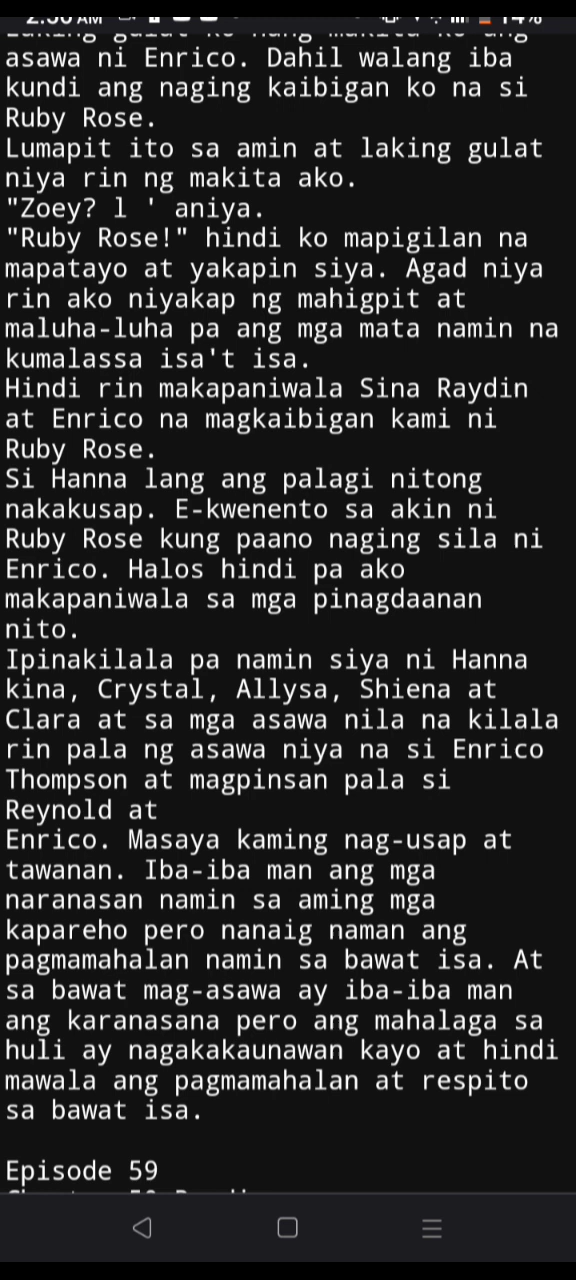 asawa ni Enrico. Dahil walang iba
kundi ang naging kaibigan ko na si
Ruby Rose.
Lumapit ito sa amin at laking gulat
niya rin ng makita ako.
"Zoey? l ' aniya.
"Ruby Rose!" hindi ko mapigilan na
mapatayo at yakapin siya. Agad niya
rin ako niyakap ng mahigpit at
maluha-luha pa ang mga mata namin na
kumalassa isa't isa.
Hindi rin makapaniwala Sina Raydin
at Enrico na magkaibigan kami ni
Ruby Rose.
Si Hanna lang ang palagi nitong
nakakusap. E-kwenento sa akin ni
Ruby Rose kung paano naging sila ni
Enrico. Halos hindi pa ako
makapaniwala sa mga pinagdaanan
nito.
Ipinakilala pa namin siya ni Hanna
kina, Crystal, Allysa, Shiena at
Clara at sa mga asawa nila na kilala
rin pala ng asawa niya na si Enrico
Thompson at magpinsan pala si
Reynold at
Enrico. Masaya kaming nag-usap at
tawanan. Iba-iba man ang mga
naranasan namin sa aming mga
kapareho pero nanaig naman ang
pagmamahalan namin sa bawat isa. At
sa bawat mag-asawa ay iba-iba man
ang karanasana pero ang mahalaga sa
huli ay nagakakaunawan kayo at hindi
mawala ang pagmamahalan at respito
sa bawat isa.
Episode 59